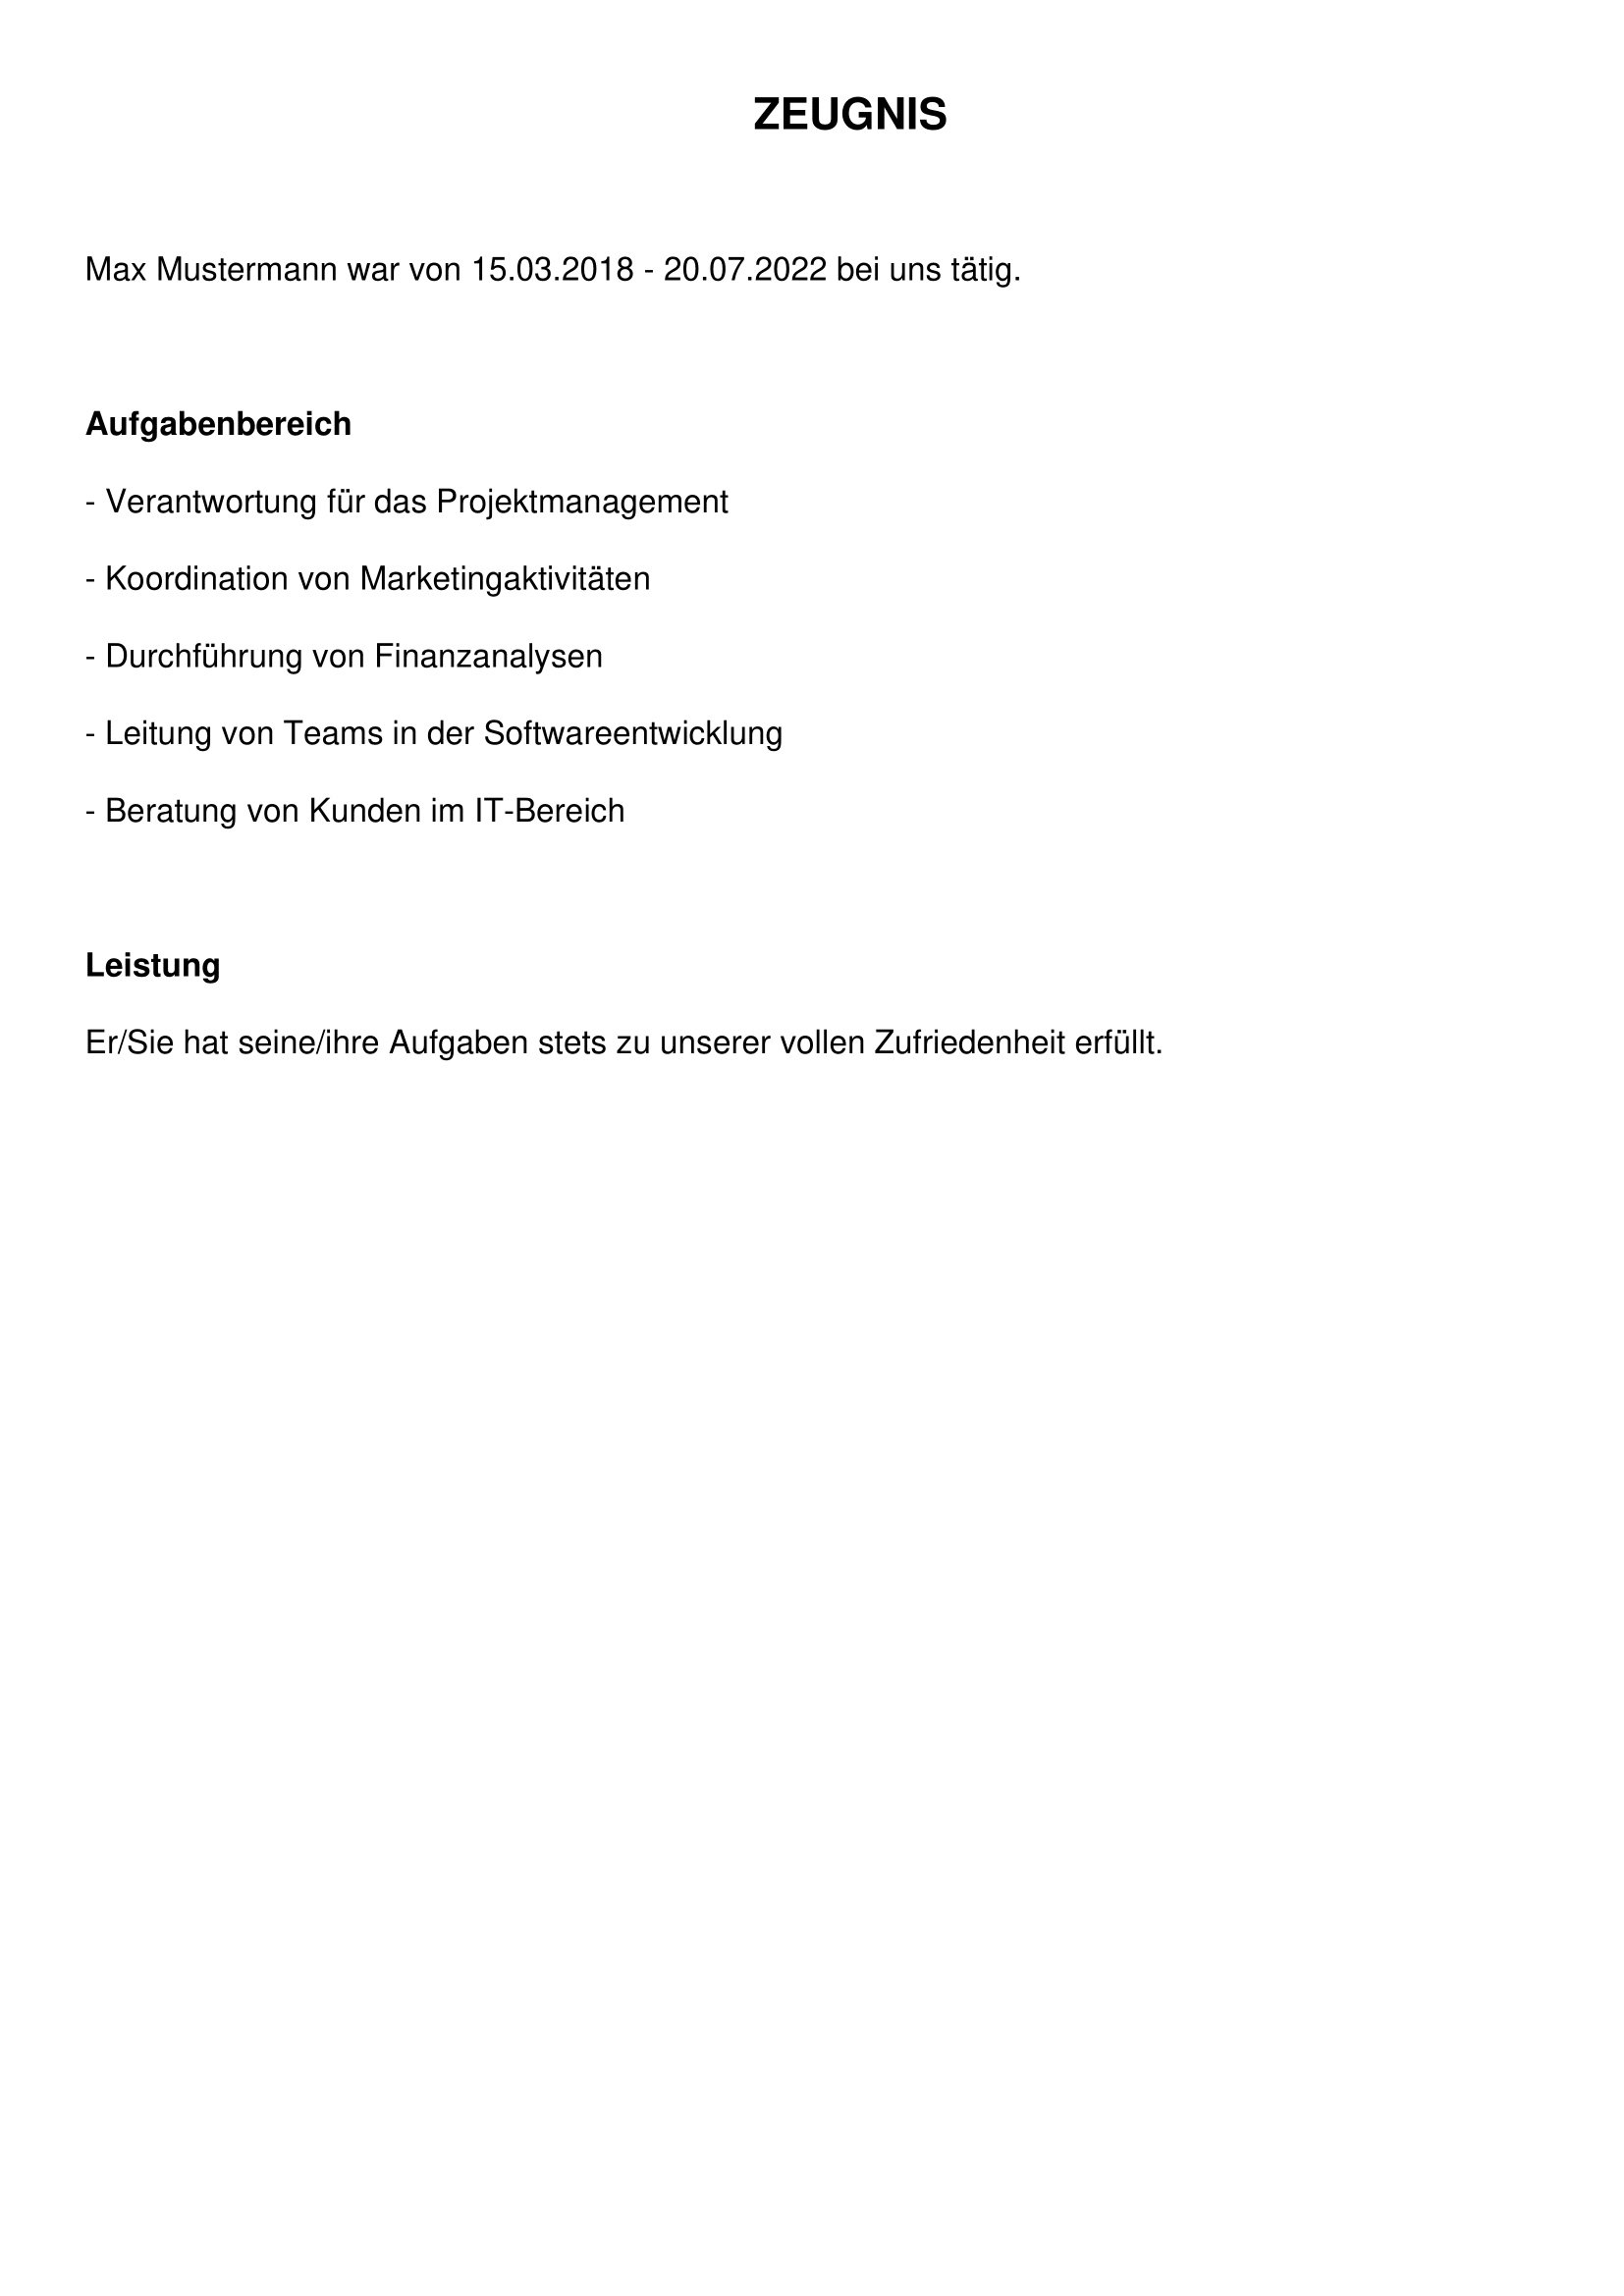 ZEUGNIS
Max Mustermann war von 15.03.2018 - 20.07.2022 bei uns tätig.
Aufgabenbereich
- Verantwortung für das Projektmanagement
- Koordination von Marketingaktivitäten
- Durchführung von Finanzanalysen
- Leitung von Teams in der Softwareentwicklung
- Beratung von Kunden im IT-Bereich
Leistung
Er/Sie hat seine/ihre Aufgaben stets zu unserer vollen Zufriedenheit erfüllt.